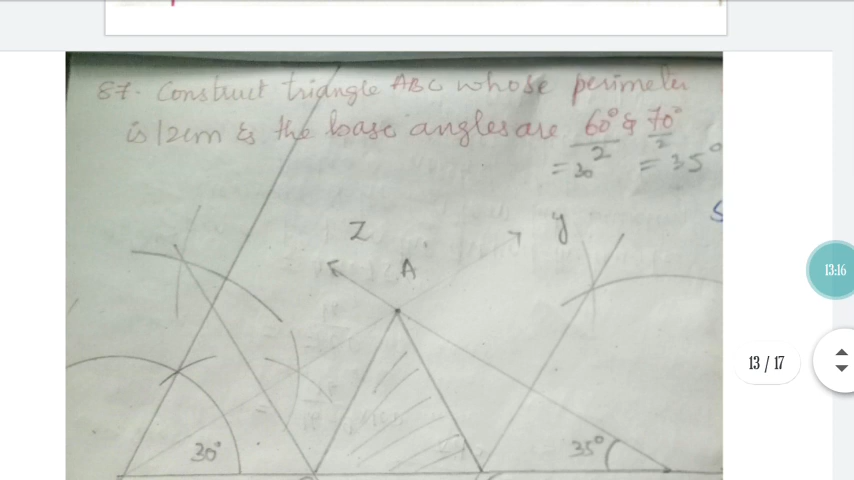 87. Construct triangle ABC whose perimeter
is 12cm & the base angles are 60° & 70°
2 2
= 30 = 35°
S
Z y
A
13:16
13 / 17
30° 35°